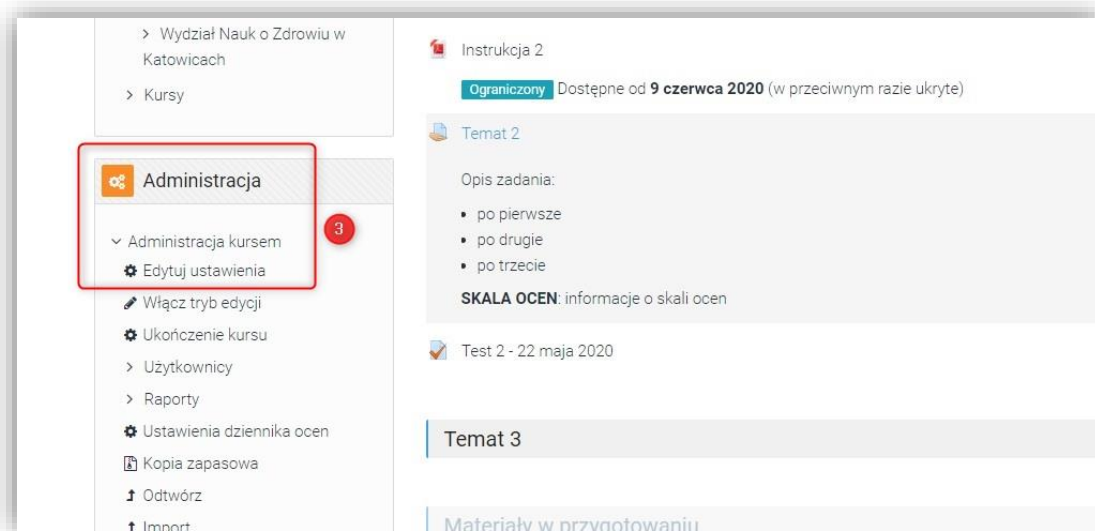 > Wydział Nauk o Zdrowiu w
Katowicach
> Kursy
Administracja
3
Administracja kursem
Edytuj ustawienia
Włącz tryb edycji
Ukończenie kursu
> Użytkownicy
> Raporty
Ustawienia dziennika ocen
Kopia zapasowa
Odtwórz
Import
Instrukcja 2
Ograniczony Dostępne od 9 czerwca 2020 (w przeciwnym razie ukryte)
Temat 2
Opis zadania:
• po pierwsze
• po drugie
• po trzecie
SKALA OCEN: informacje o skali ocen
Test 2 - 22 maja 2020
Temat 3
Materiały w przygotowaniu